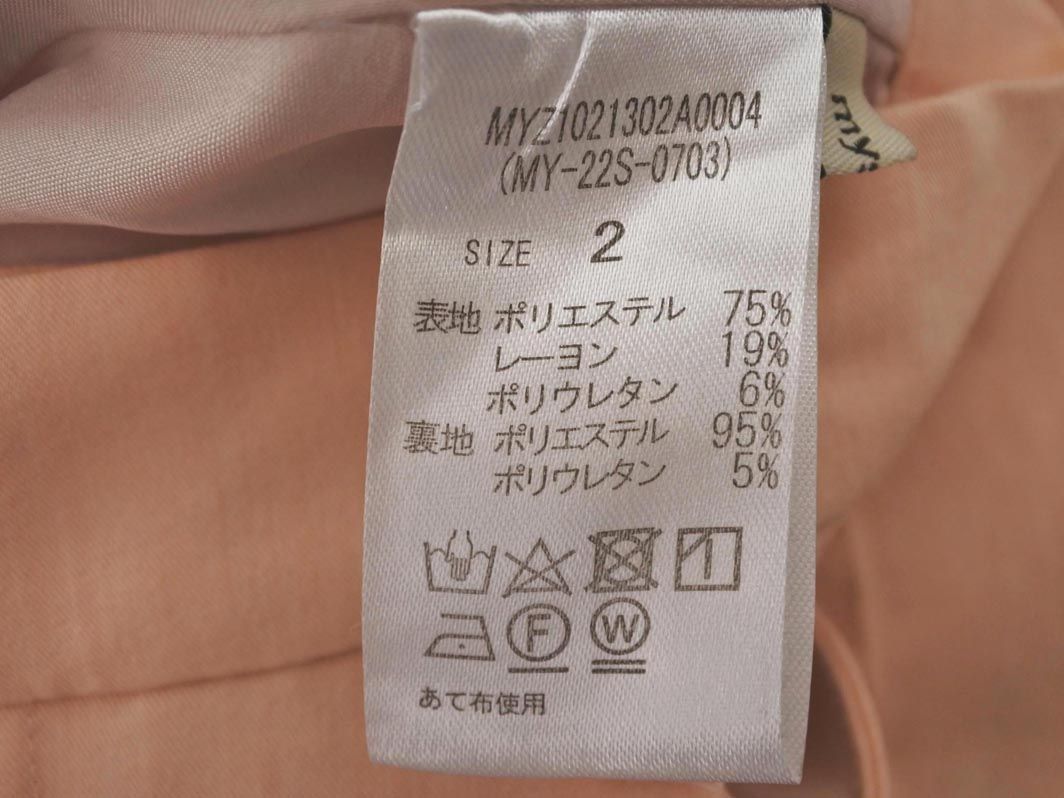 MYZ1021302A0004
(MY-22S-0703)
SIZE 2
表地 ポリエステル 75%
レーヨン 19%
ポリウレタン 6%
裏地 ポリエステル 95%
ポリウレタン 5%
F W
あて布使用
my